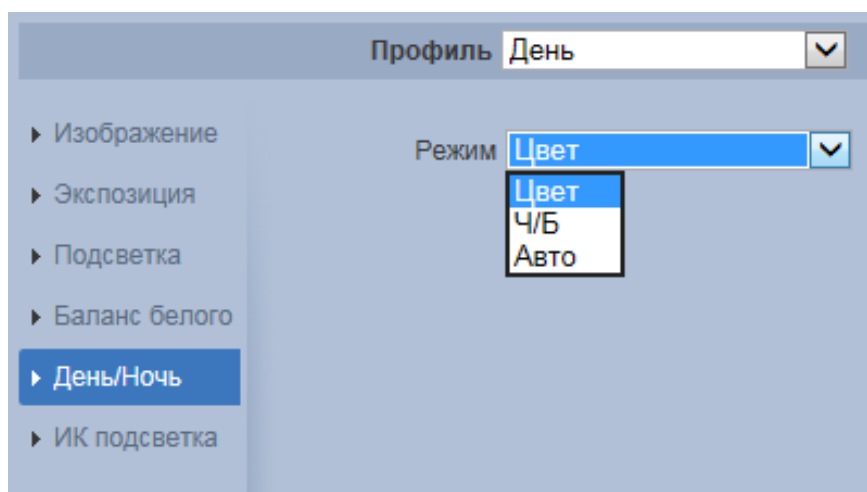 Профиль День
Изображение
Режим Цвет
Экспозиция
Цвет
Ч/Б
Подсветка
Авто
Баланс белого
День/Ночь
ИК подсветка